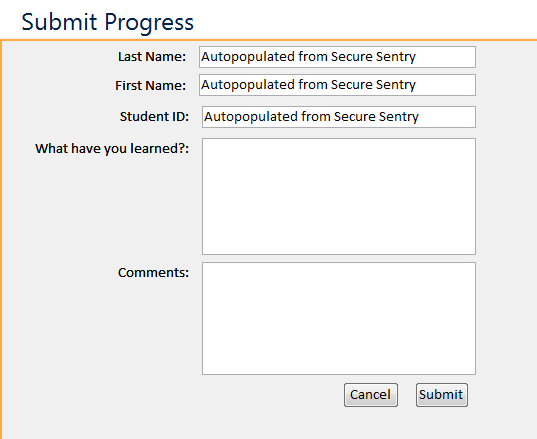 Submit Progress
Last Name: Autopopulated from Secure Sentry
First Name: Autopopulated from Secure Sentry
Student ID: Autopopulated from Secure Sentry
What have you learned?:
Comments:
Cancel Submit